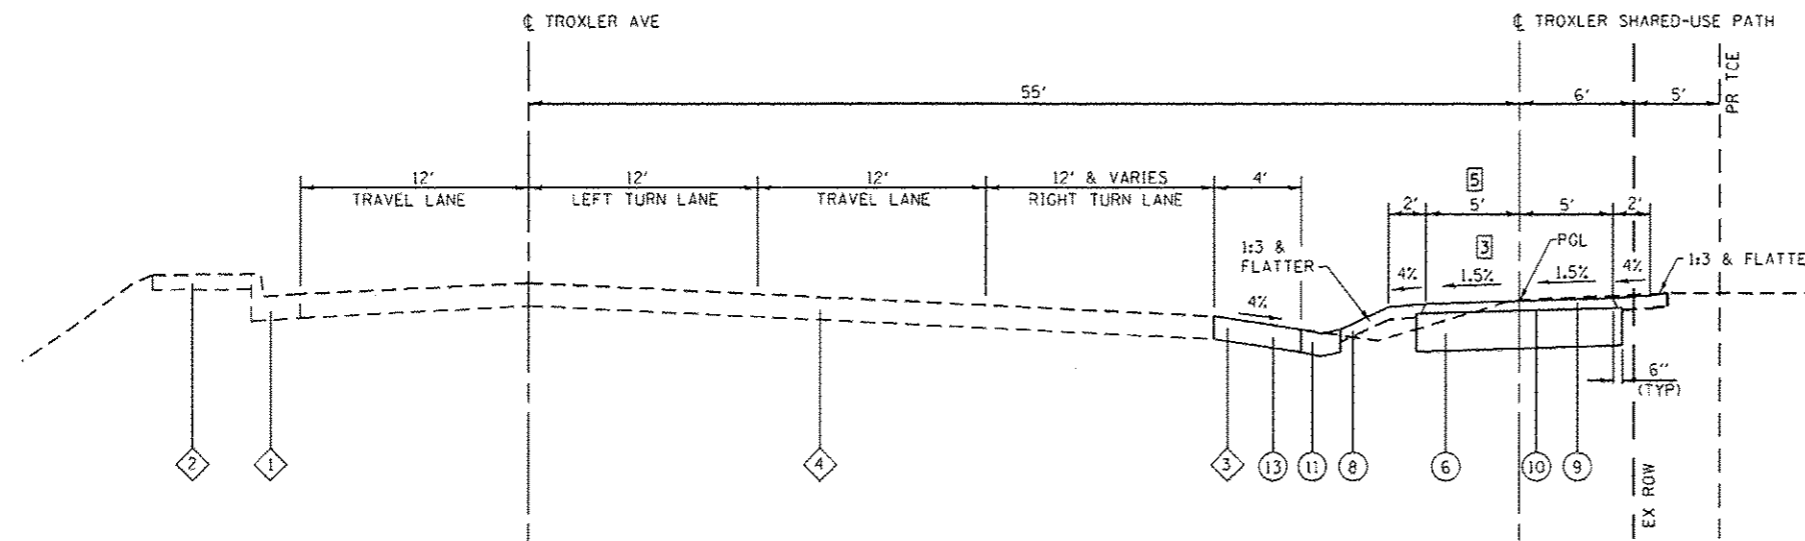 ℄ TROXLER AVE
℄ TROXLER SHARED-USE PATH
PR TCE
55'
6'
5'
12'
TRAVEL LANE
12'
LEFT TURN LANE
12'
TRAVEL LANE
12' & VARIES
RIGHT TURN LANE
4'
5
2'
5'
5'
2'
1:3 &
FLATTER
3
PGL
4%
1.5%
1.5%
4%
1:3 & FLATTE
4%
6"
(TYP)
2
1
4
3
13
11
8
6
10
9
EX ROW